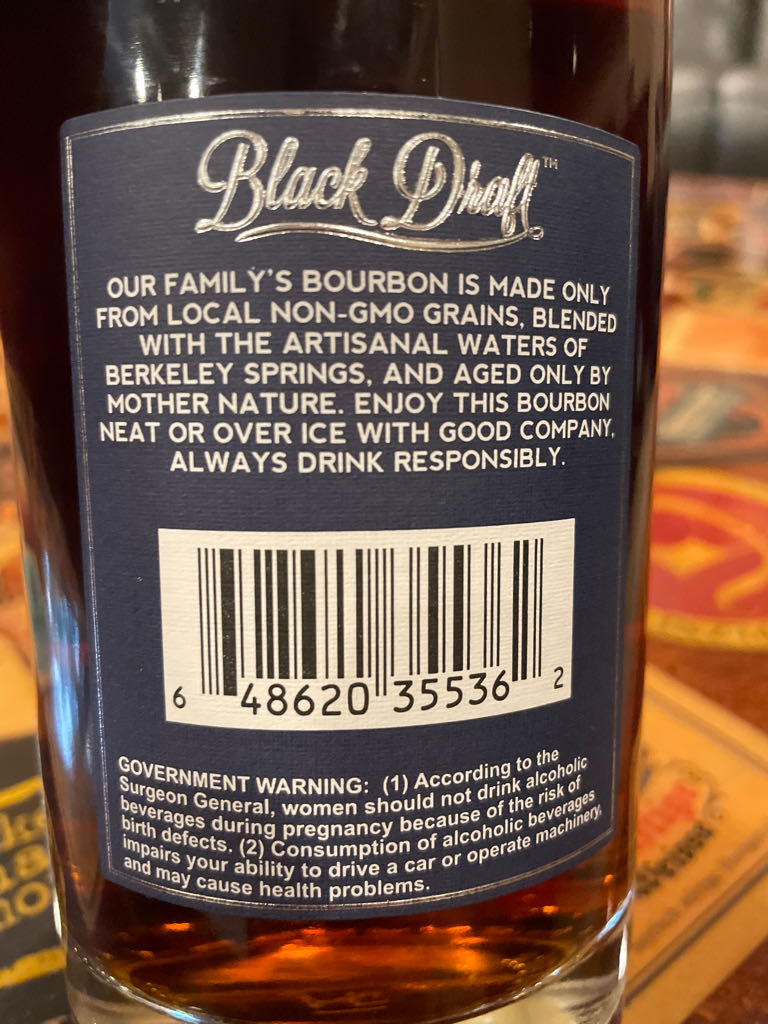 Black Draft™
OUR FAMILY'S BOURBON IS MADE ONLY
FROM LOCAL NON-GMO GRAINS, BLENDED
WITH THE ARTISANAL WATERS OF
BERKELEY SPRINGS, AND AGED ONLY BY
MOTHER NATURE. ENJOY THIS BOURBON
NEAT OR OVER ICE WITH GOOD COMPANY,
ALWAYS DRINK RESPONSIBLY.
6 48620 35536 2
GOVERNMENT WARNING: (1) According to the
Surgeon General, women should not drink alcoholic
beverages during pregnancy because of the risk of
birth defects. (2) Consumption of alcoholic beverages
impairs your ability to drive a car or operate machinery,
and may cause health problems.